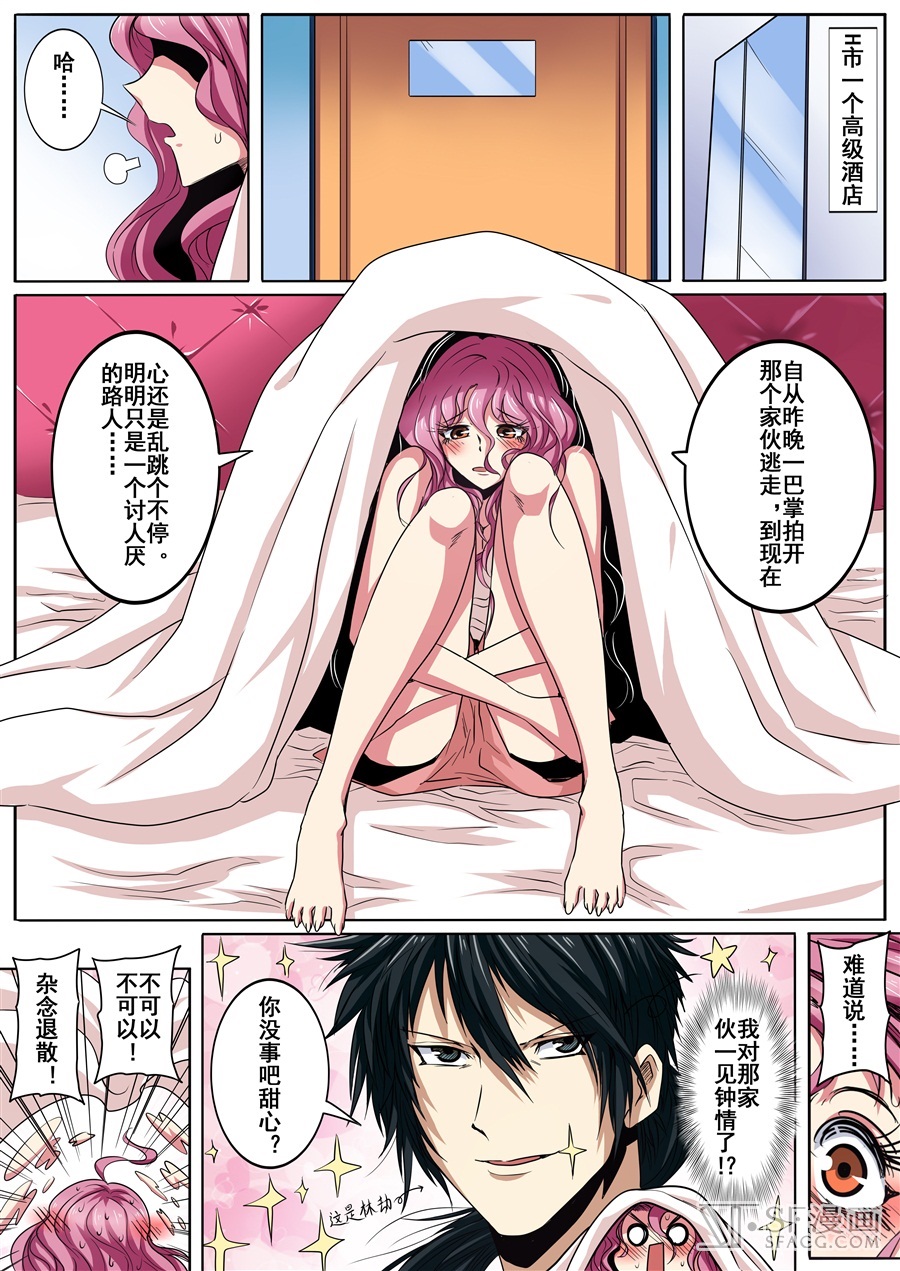 H市一个高级酒店
哈……
自从昨晚一巴掌拍开
那个家伙逃走，到现在
心还是乱跳个不停。
明明只是一个讨人厌
的路人……
难道说……
我对那家
伙一见钟情了！？
你没事吧甜心？
这是林劫
不可以
不可以！
杂念退散！
SF漫画
SFACG.COM